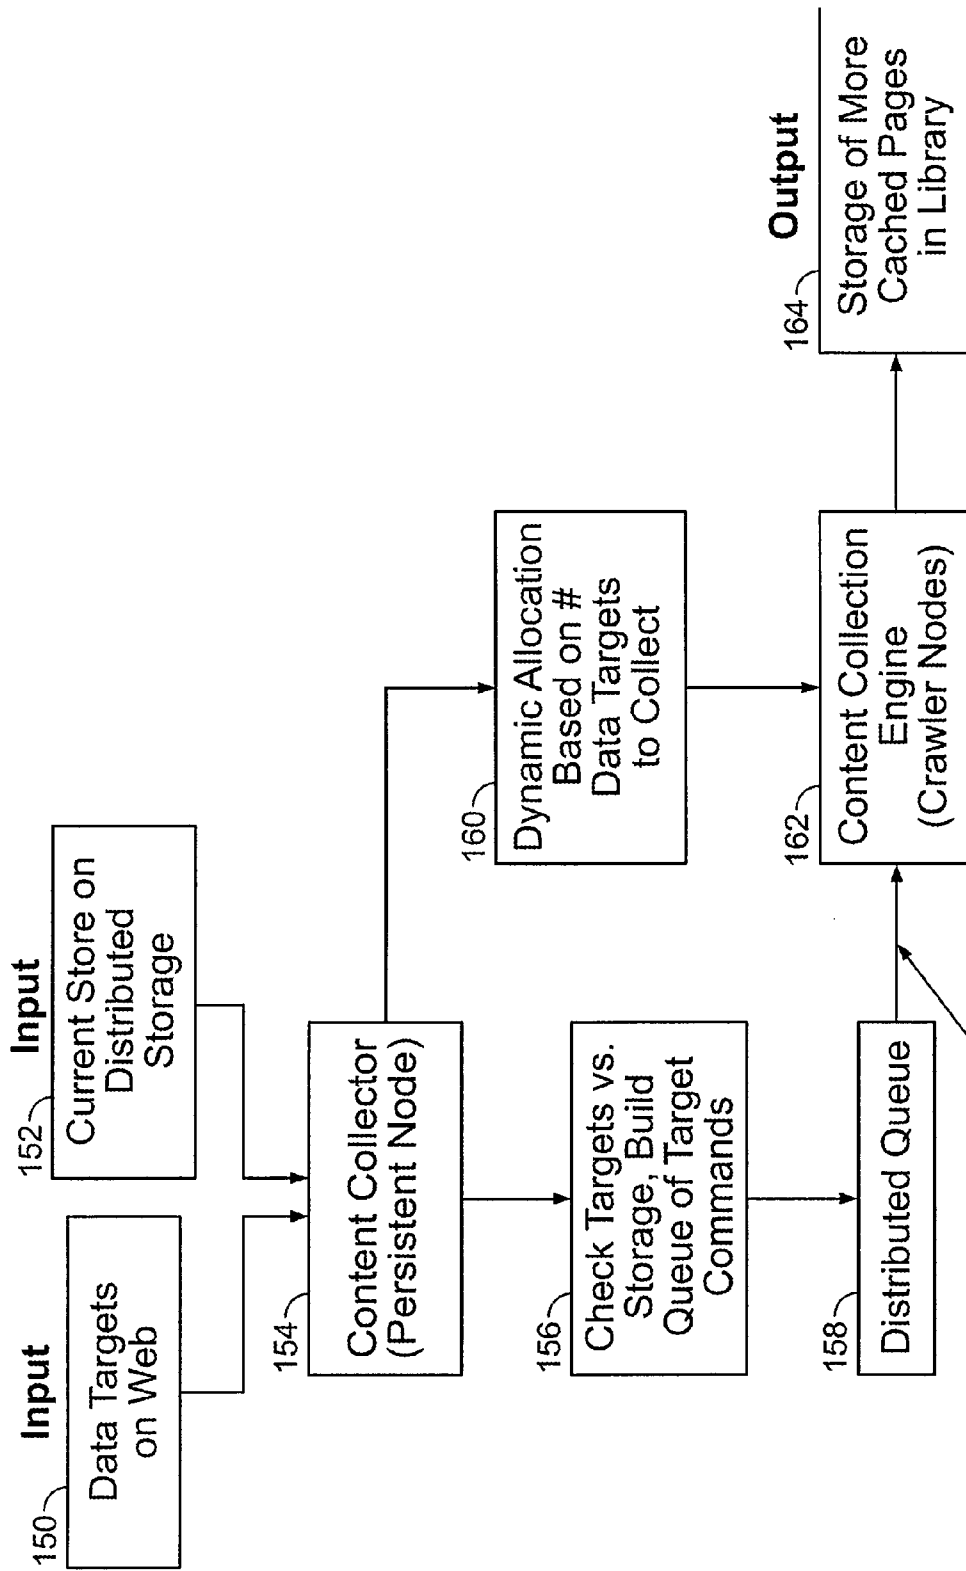 Input
150
Data Targets
on Web
Input
152
Current Store on
Distributed
Storage
154
Content Collector
(Persistent Node)
156
Check Targets vs.
Storage, Build
Queue of Target
Commands
158
Distributed Queue
160
Dynamic Allocation
Based on #
Data Targets
to Collect
162
Content Collection
Engine
(Crawler Nodes)
Output
164
Storage of More
Cached Pages
in Library